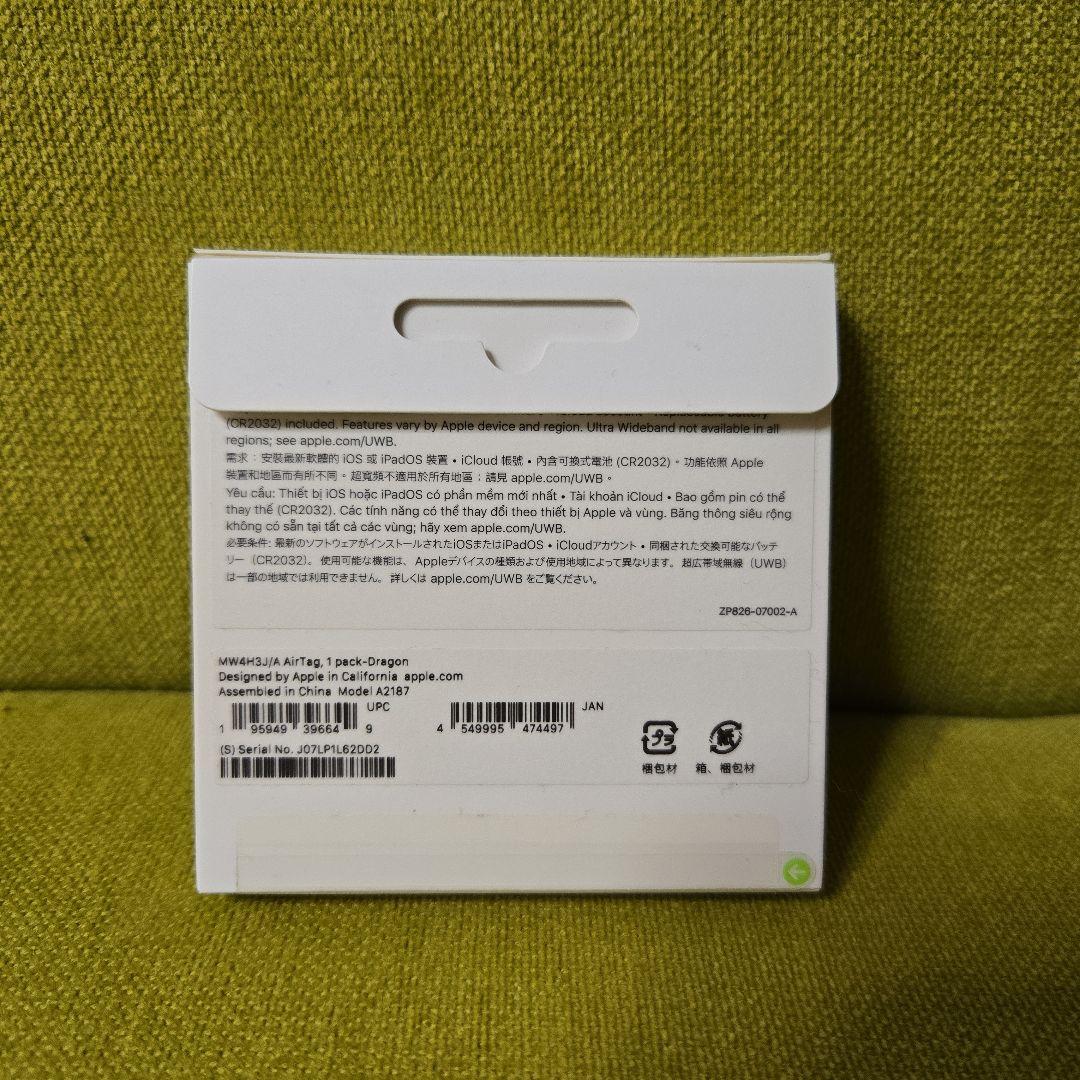 (CR2032) included. Features vary by Apple device and region. Ultra Wideband not available in all
regions; see apple.com/UWB.
需求：安裝最新軟體的 iOS 或 iPadOS 裝置 • iCloud 帳號 • 內含可換式電池 (CR2032)。功能依照 Apple
裝置和地區而有所不同。超寬頻不適用於所有地區；請見 apple.com/UWB。
Yêu cầu: Thiết bị iOS hoặc iPadOS có phần mềm mới nhất • Tài khoản iCloud • Bao gồm pin có thể
thay thế (CR2032). Các tính năng có thể thay đổi theo thiết bị Apple và vùng. Băng thông siêu rộng
không có sẵn tại tất cả các vùng; hãy xem apple.com/UWB.
必要条件: 最新のソフトウェアがインストールされたiOSまたはiPadOS • iCloudアカウント • 同梱された交換可能なバッテ
リー（CR2032）。使用可能な機能は、Appleデバイスの種類および使用地域によって異なります。超広帯域無線（UWB）
は一部の地域では利用できません。詳しくは apple.com/UWB をご覧ください。
ZP826-07002-A
MW4H3J/A AirTag, 1 pack-Dragon
Designed by Apple in California apple.com
Assembled in China Model A2187
UPC
1 95949 39664 9
JAN
4 549995 474497
(S) Serial No. J07LP1L62DD2
プラ
梱包材
紙
箱、梱包材